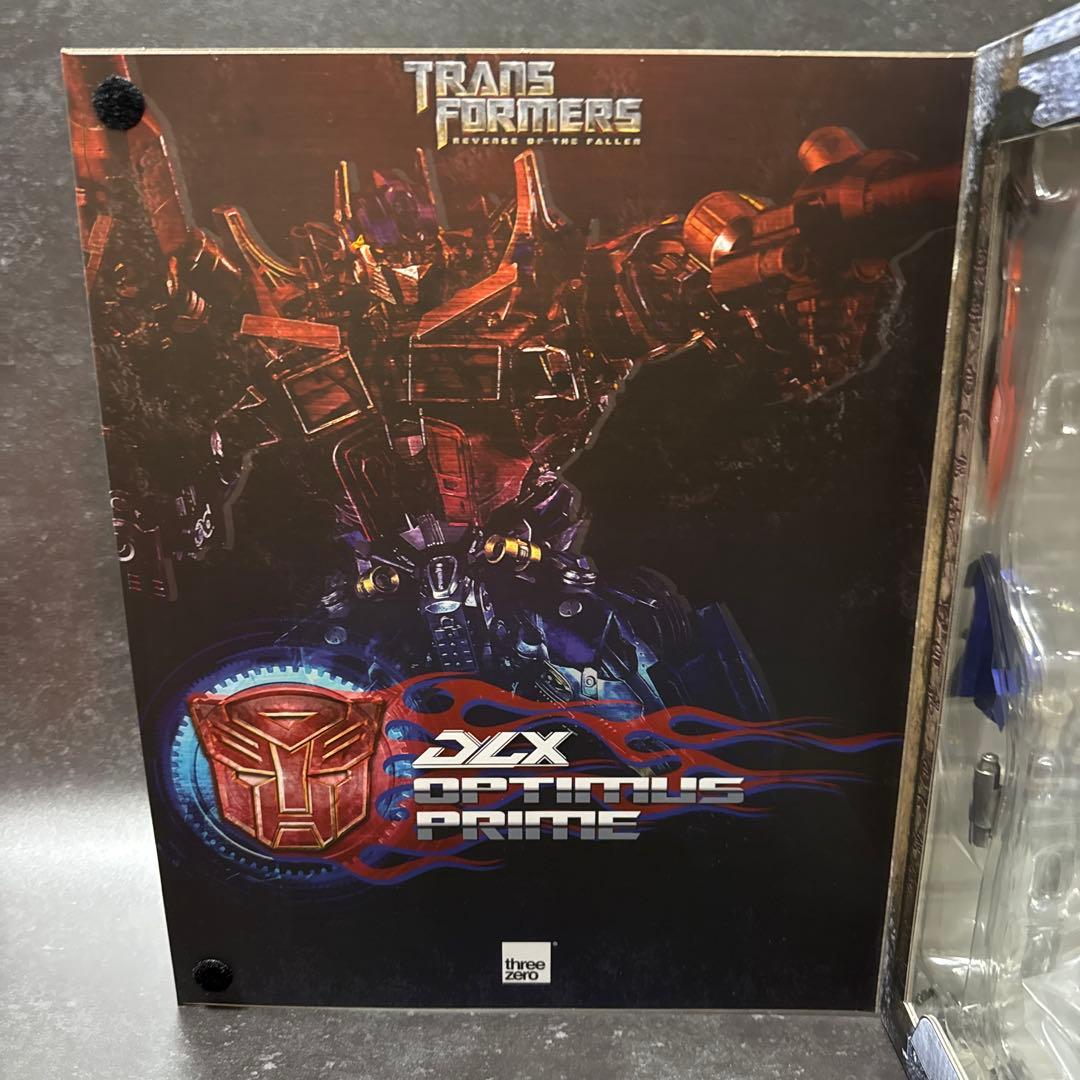 TRANS
FORMERS
REVENGE OF THE FALLEN
DLX
OPTIMUS
PRIME
three
zero
®